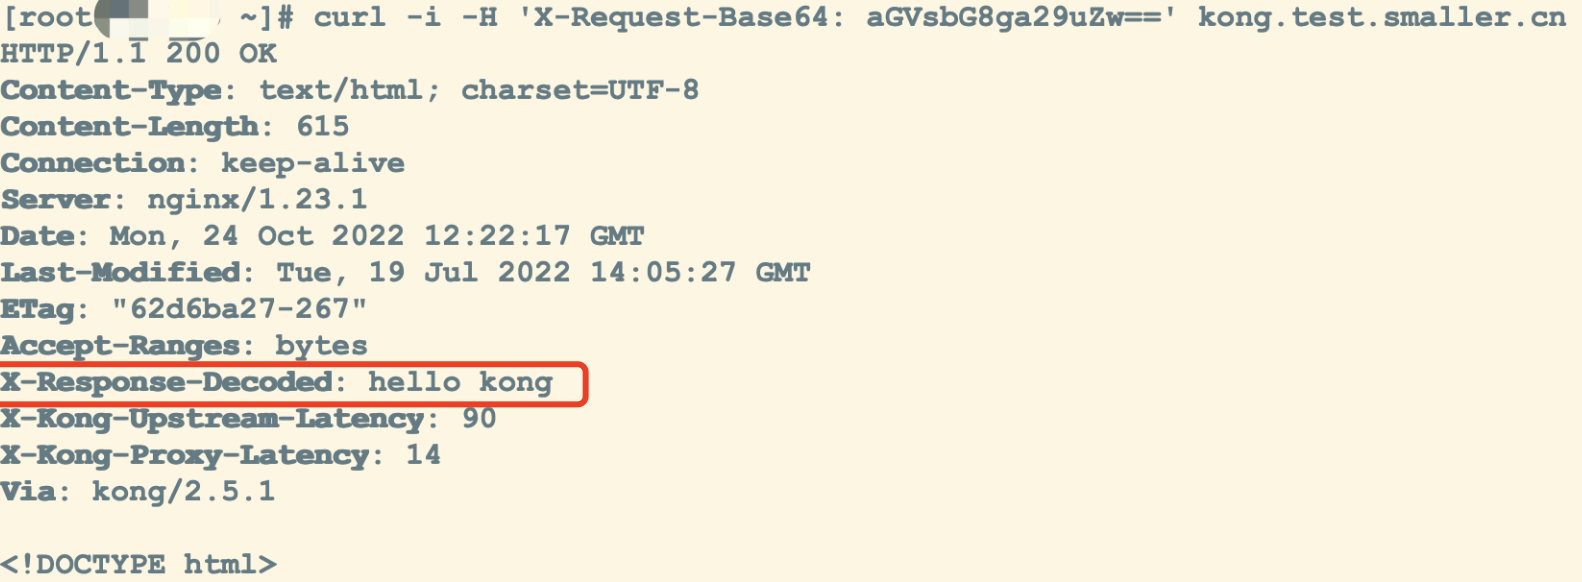 [root ~]# curl -i -H 'X-Request-Base64: aGVsbG8ga29uZw==' kong.test.smaller.cn
HTTP/1.1 200 OK
Content-Type: text/html; charset=UTF-8
Content-Length: 615
Connection: keep-alive
Server: nginx/1.23.1
Date: Mon, 24 Oct 2022 12:22:17 GMT
Last-Modified: Tue, 19 Jul 2022 14:05:27 GMT
ETag: "62d6ba27-267"
Accept-Ranges: bytes
X-Response-Decoded: hello kong
X-Kong-Upstream-Latency: 90
X-Kong-Proxy-Latency: 14
Via: kong/2.5.1
<!DOCTYPE html>